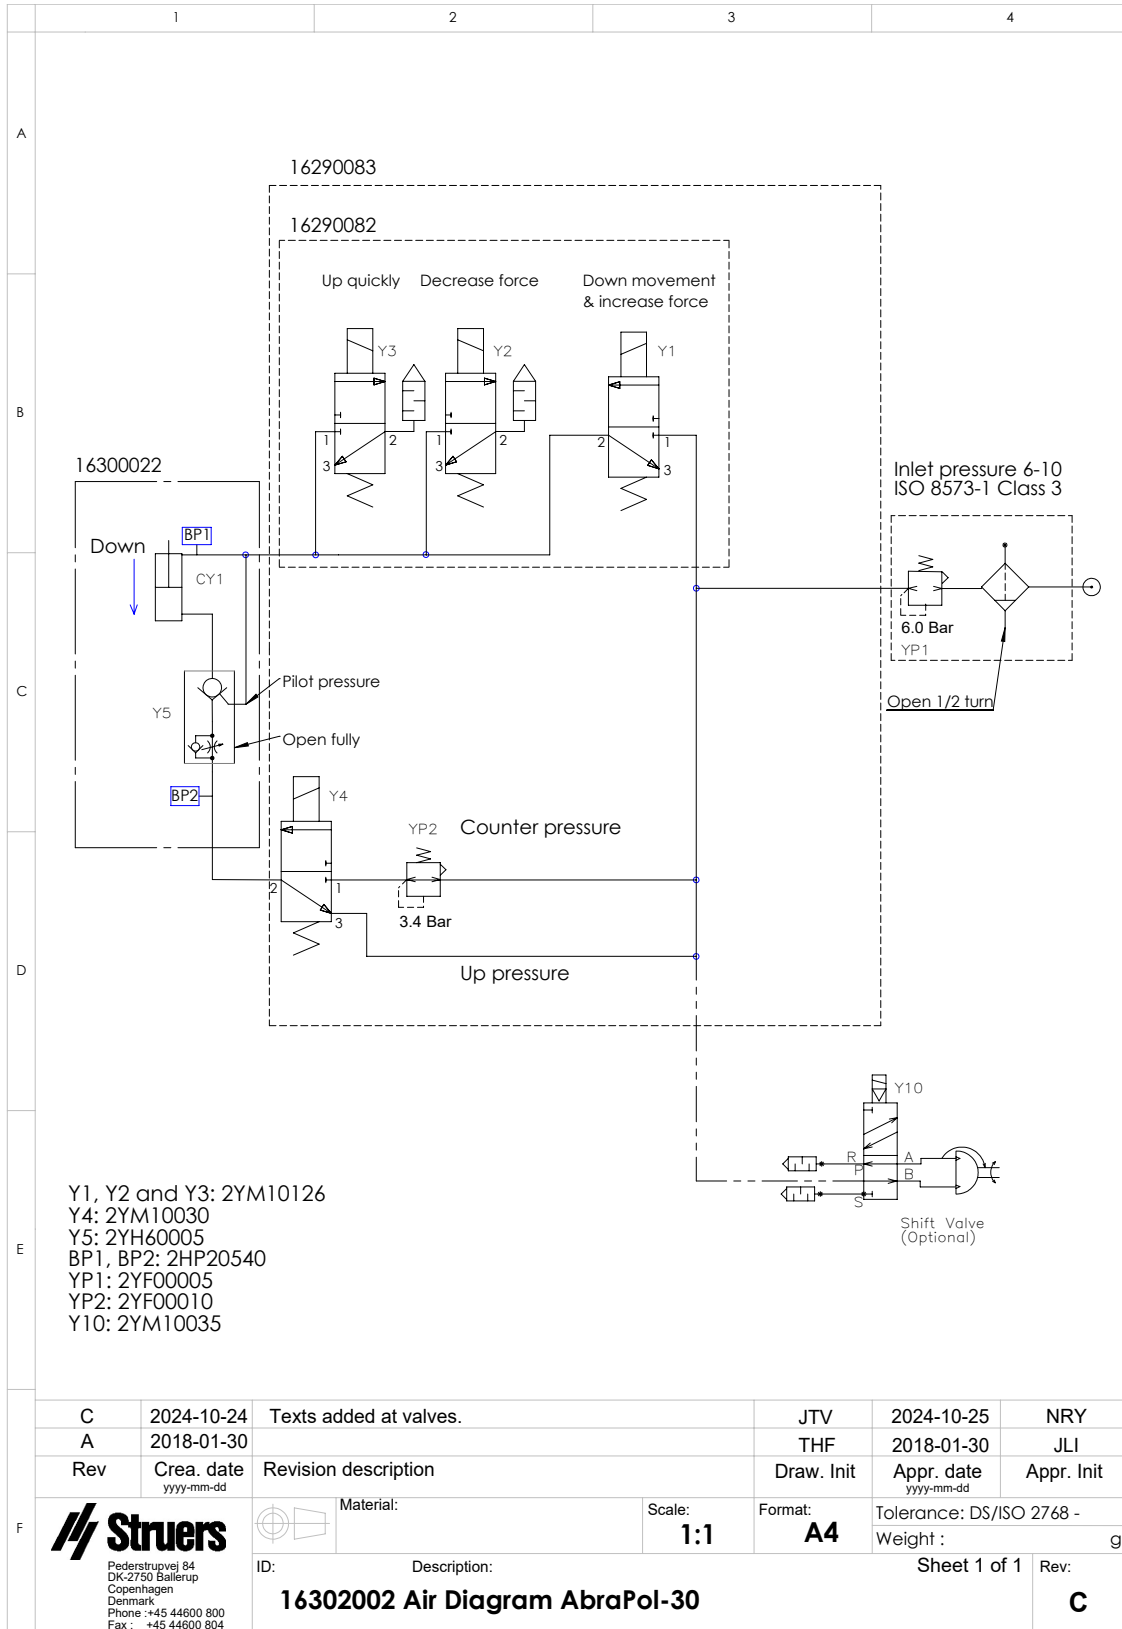 1 2 3 4
A
16290083
16290082
Up quickly Decrease force Down movement
& increase force
Y3 Y2 Y1
B
1 2 1 2 2 1
3 3 3
16300022
Inlet pressure 6-10
ISO 8573-1 Class 3
BP1
Down
CY1
6.0 Bar
YP1
C
Pilot pressure
Open 1/2 turn
Y5
Open fully
BP2
Y4
YP2 Counter pressure
2 1
3
3.4 Bar
D
Up pressure
Y10
R A
P B
S
Shift Valve
(Optional)
Y1, Y2 and Y3: 2YM10126
Y4: 2YM10030
Y5: 2YH60005
E
BP1, BP2: 2HP20540
YP1: 2YF00005
YP2: 2YF00010
Y10: 2YM10035
C 2024-10-24 Texts added at valves. JTV 2024-10-25 NRY
A 2018-01-30 THF 2018-01-30 JLI
Rev Crea. date Revision description Draw. Init Appr. date Appr. Init
yyyy-mm-dd yyyy-mm-dd
F
Struers
Material: Scale: Format: Tolerance: DS/ISO 2768 -
1:1 A4 Weight : g
Pederstrupvej 84
DK-2750 Ballerup
Copenhagen
Denmark
Phone :+45 44600 800
Fax : +45 44600 804
ID: Description: Sheet 1 of 1 Rev:
16302002 Air Diagram AbraPol-30 C